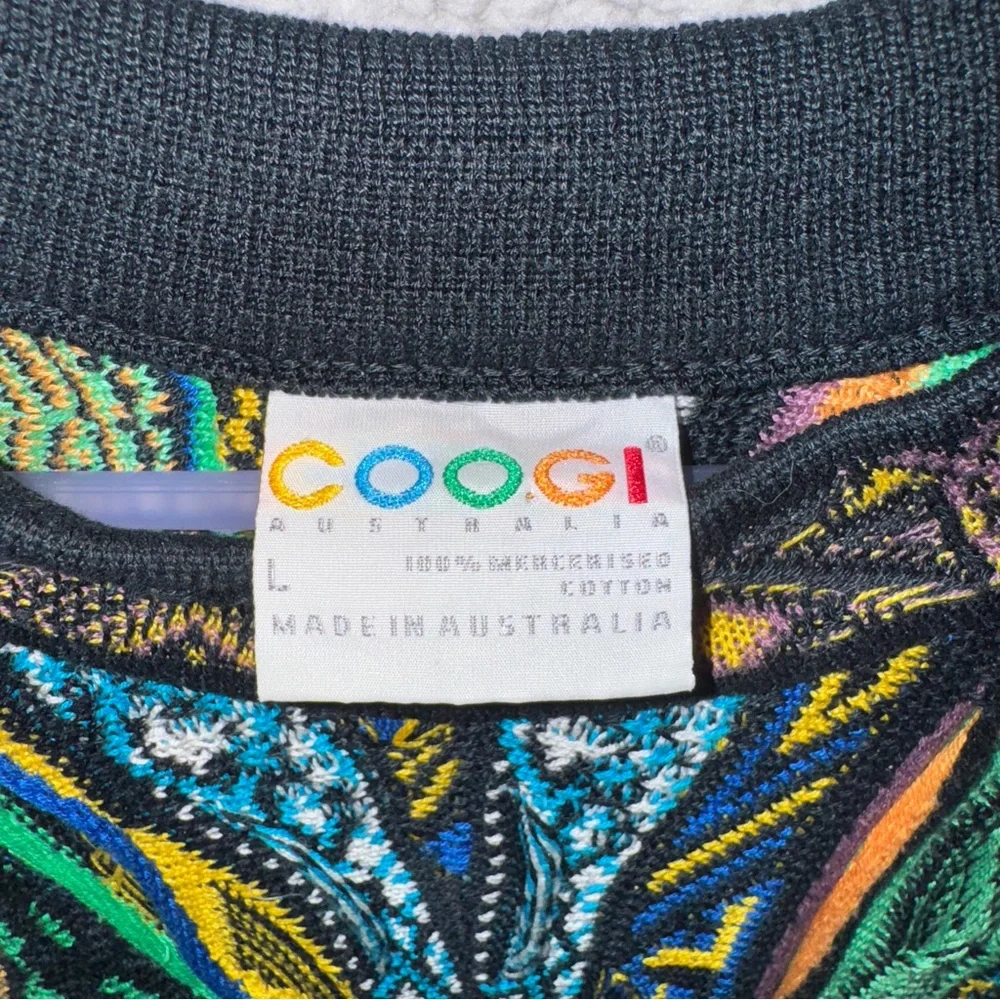 COOGI®
AUSTRALIA
L 100% MERCERISED
COTTON
MADE IN AUSTRALIA